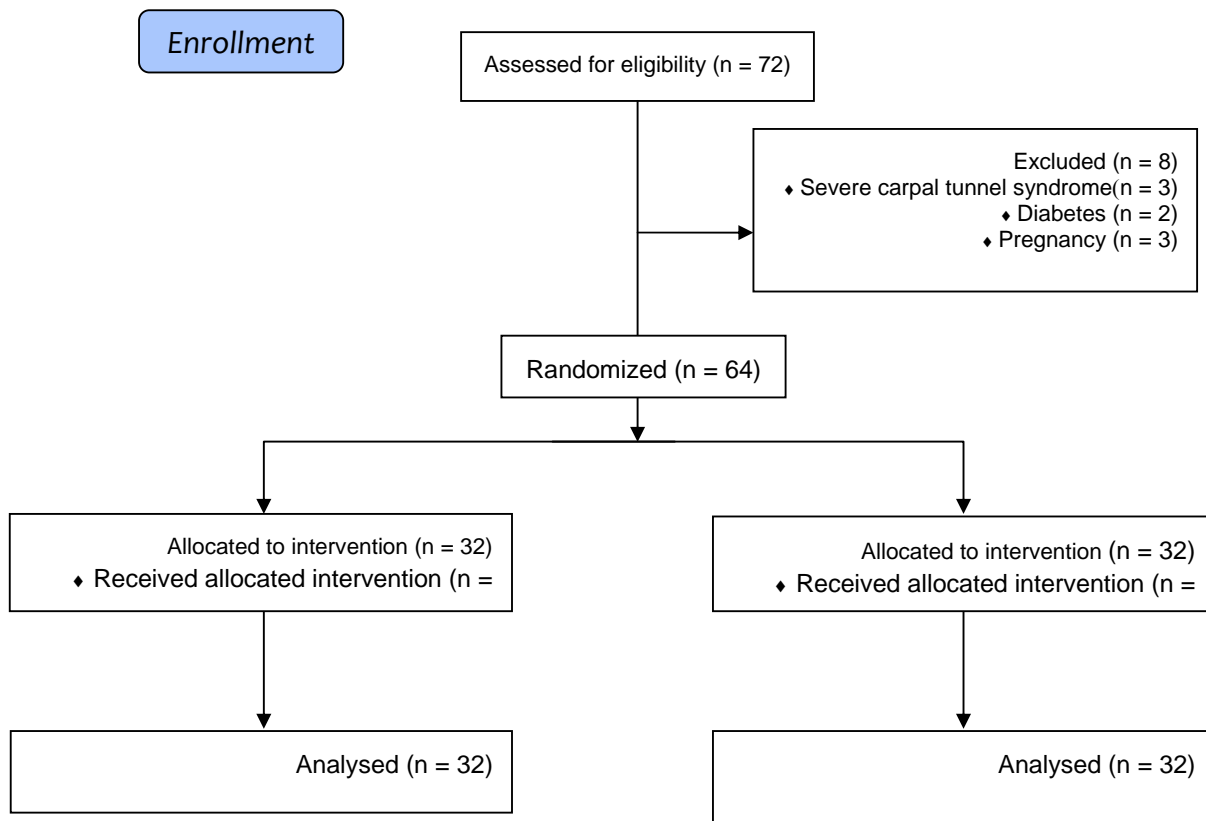 Enrollment
Assessed for eligibility (n = 72)
Excluded (n = 8)
♦ Severe carpal tunnel syndrome(n = 3)
♦ Diabetes (n = 2)
♦ Pregnancy (n = 3)
Randomized (n = 64)
Allocated to intervention (n = 32)
♦ Received allocated intervention (n =
Allocated to intervention (n = 32)
♦ Received allocated intervention (n =
Analysed (n = 32)
Analysed (n = 32)